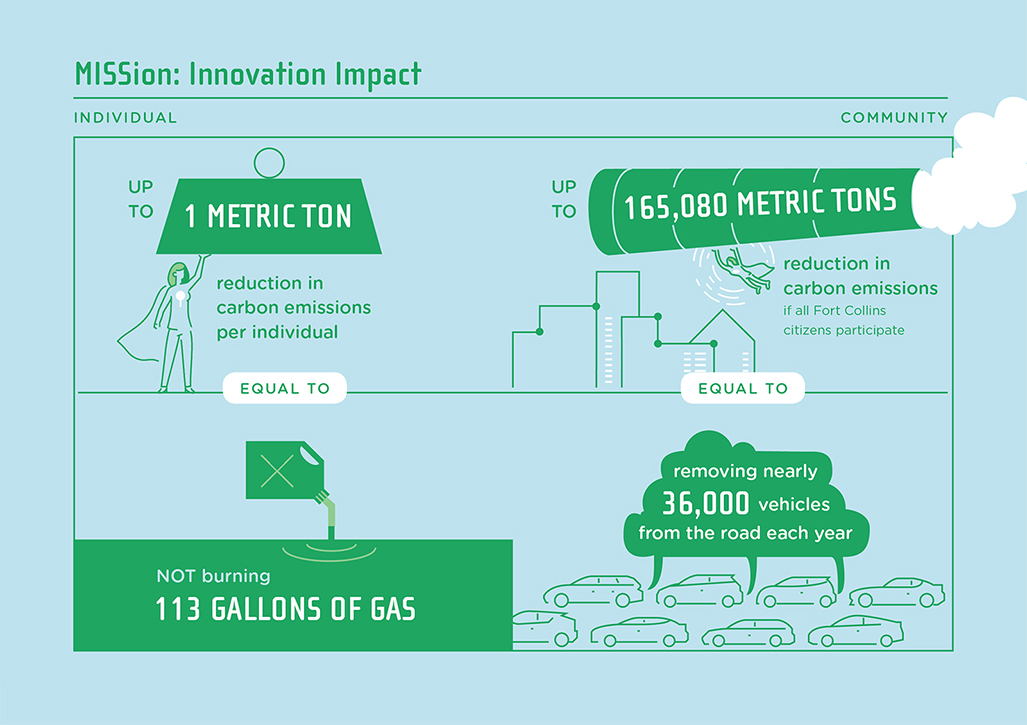 MISSion: Innovation Impact
INDIVIDUAL
COMMUNITY
UP
TO
1 METRIC TON
reduction in
carbon emissions
per individual
EQUAL TO
NOT burning
113 GALLONS OF GAS
UP
TO
165,080 METRIC TONS
reduction in
carbon emissions
if all Fort Collins
citizens participate
EQUAL TO
removing nearly
36,000 vehicles
from the road each year